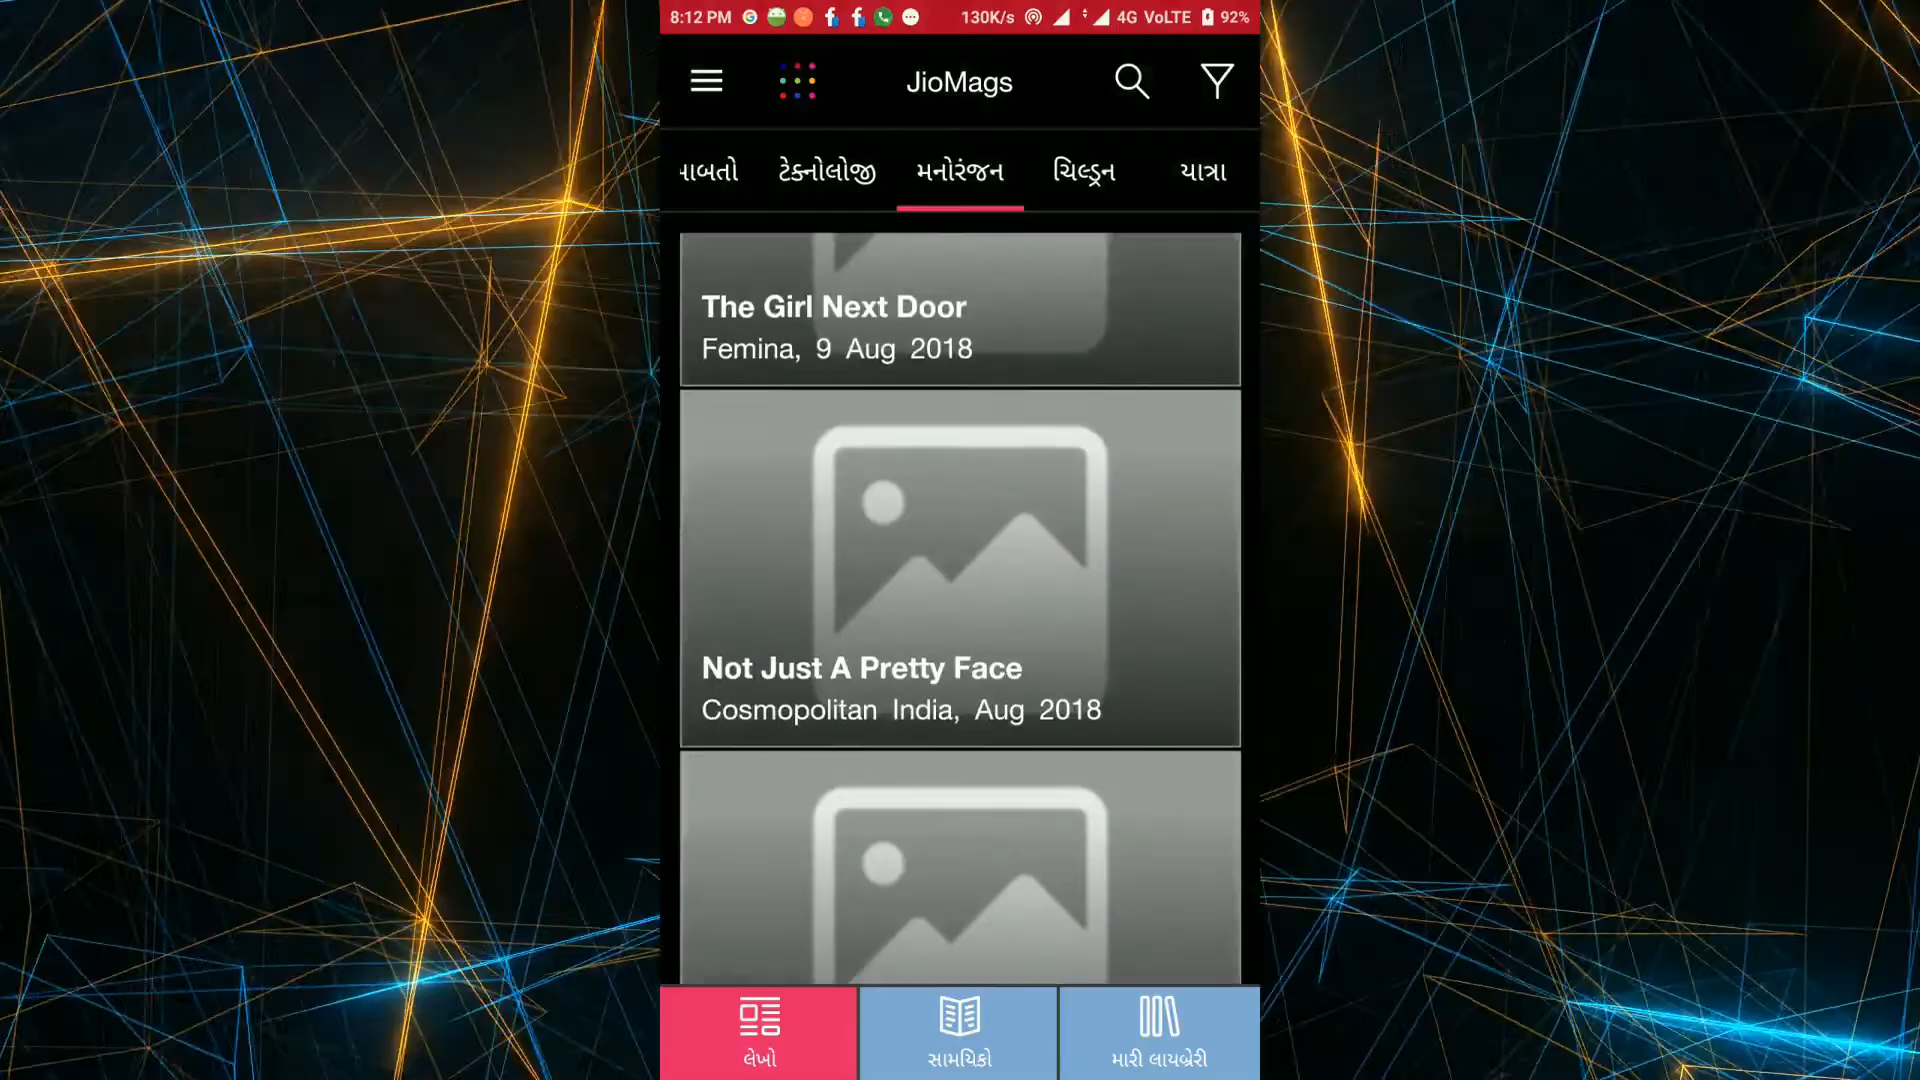 8:12 PM 130K/s 4G VoLTE 92%
JioMags
ટેક્નોલોજી મનોરંજન ચિલ્ડ્રન યાત્રા
The Girl Next Door
Femina, 9 Aug 2018
Not Just A Pretty Face
Cosmopolitan India, Aug 2018
લેખો સામયિકો મારી લાયબ્રેરી